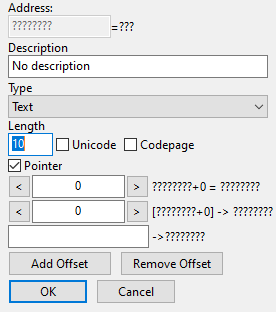 Address:
???????? =???
Description
No description
Type
Text
Length
10 Unicode Codepage
Pointer
< 0 > ????????+0 = ????????
< 0 > [????????+0] -> ????????
->????????
Add Offset Remove Offset
OK Cancel